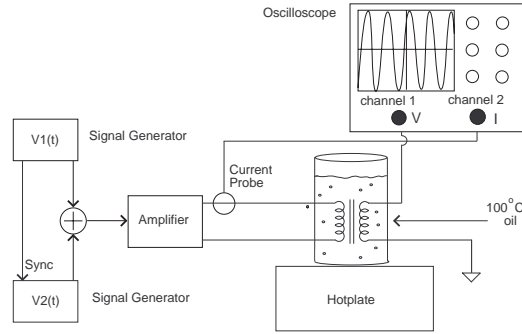 Oscilloscope
channel 1
channel 2
V
I
V1(t)
Signal Generator
Current
Probe
Amplifier
100°C
oil
Sync
V2(t)
Signal Generator
Hotplate